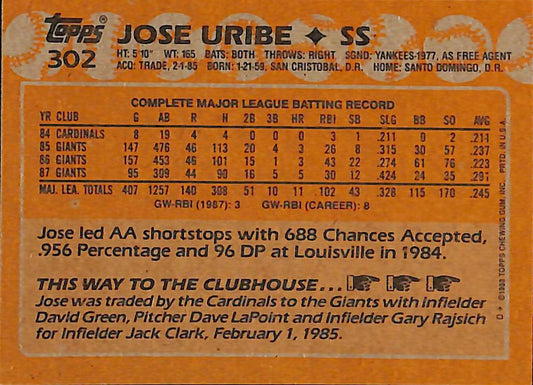 topps®
302
JOSE URIBE ✦ SS
HT: 5'10" WT: 165 BATS: BOTH THROWS: RIGHT SGND: YANKEES-1977, AS FREE AGENT
ACQ: TRADE, 2-1-85 BORN: 1-21-59, SAN CRISTOBAL, D.R. HOME: SANTO DOMINGO, D.R.
COMPLETE MAJOR LEAGUE BATTING RECORD
YR CLUB G AB R H 2B 3B HR RBI SB SLG BB SO AVG
84 CARDINALS 8 19 4 4 0 0 0 3 1 .211 0 2 .211
85 GIANTS 147 476 46 113 20 4 3 26 8 .315 30 57 .237
86 GIANTS 157 453 46 101 15 1 3 43 22 .274 61 76 .223
87 GIANTS 95 309 44 90 16 5 5 30 12 .424 24 35 .291
MAJ. LEA. TOTALS 407 1257 140 308 51 10 11 102 43 .328 115 170 .245
GW-RBI (1987): 3 GW-RBI (CAREER): 8
Jose led AA shortstops with 688 Chances Accepted,
.956 Percentage and 96 DP at Louisville in 1984.
THIS WAY TO THE CLUBHOUSE...
Jose was traded by the Cardinals to the Giants with Infielder
David Green, Pitcher Dave LaPoint and Infielder Gary Rajsich
for Infielder Jack Clark, February 1, 1985.
D* ©1988 TOPPS CHEWING GUM, INC. PRTD. IN U.S.A.